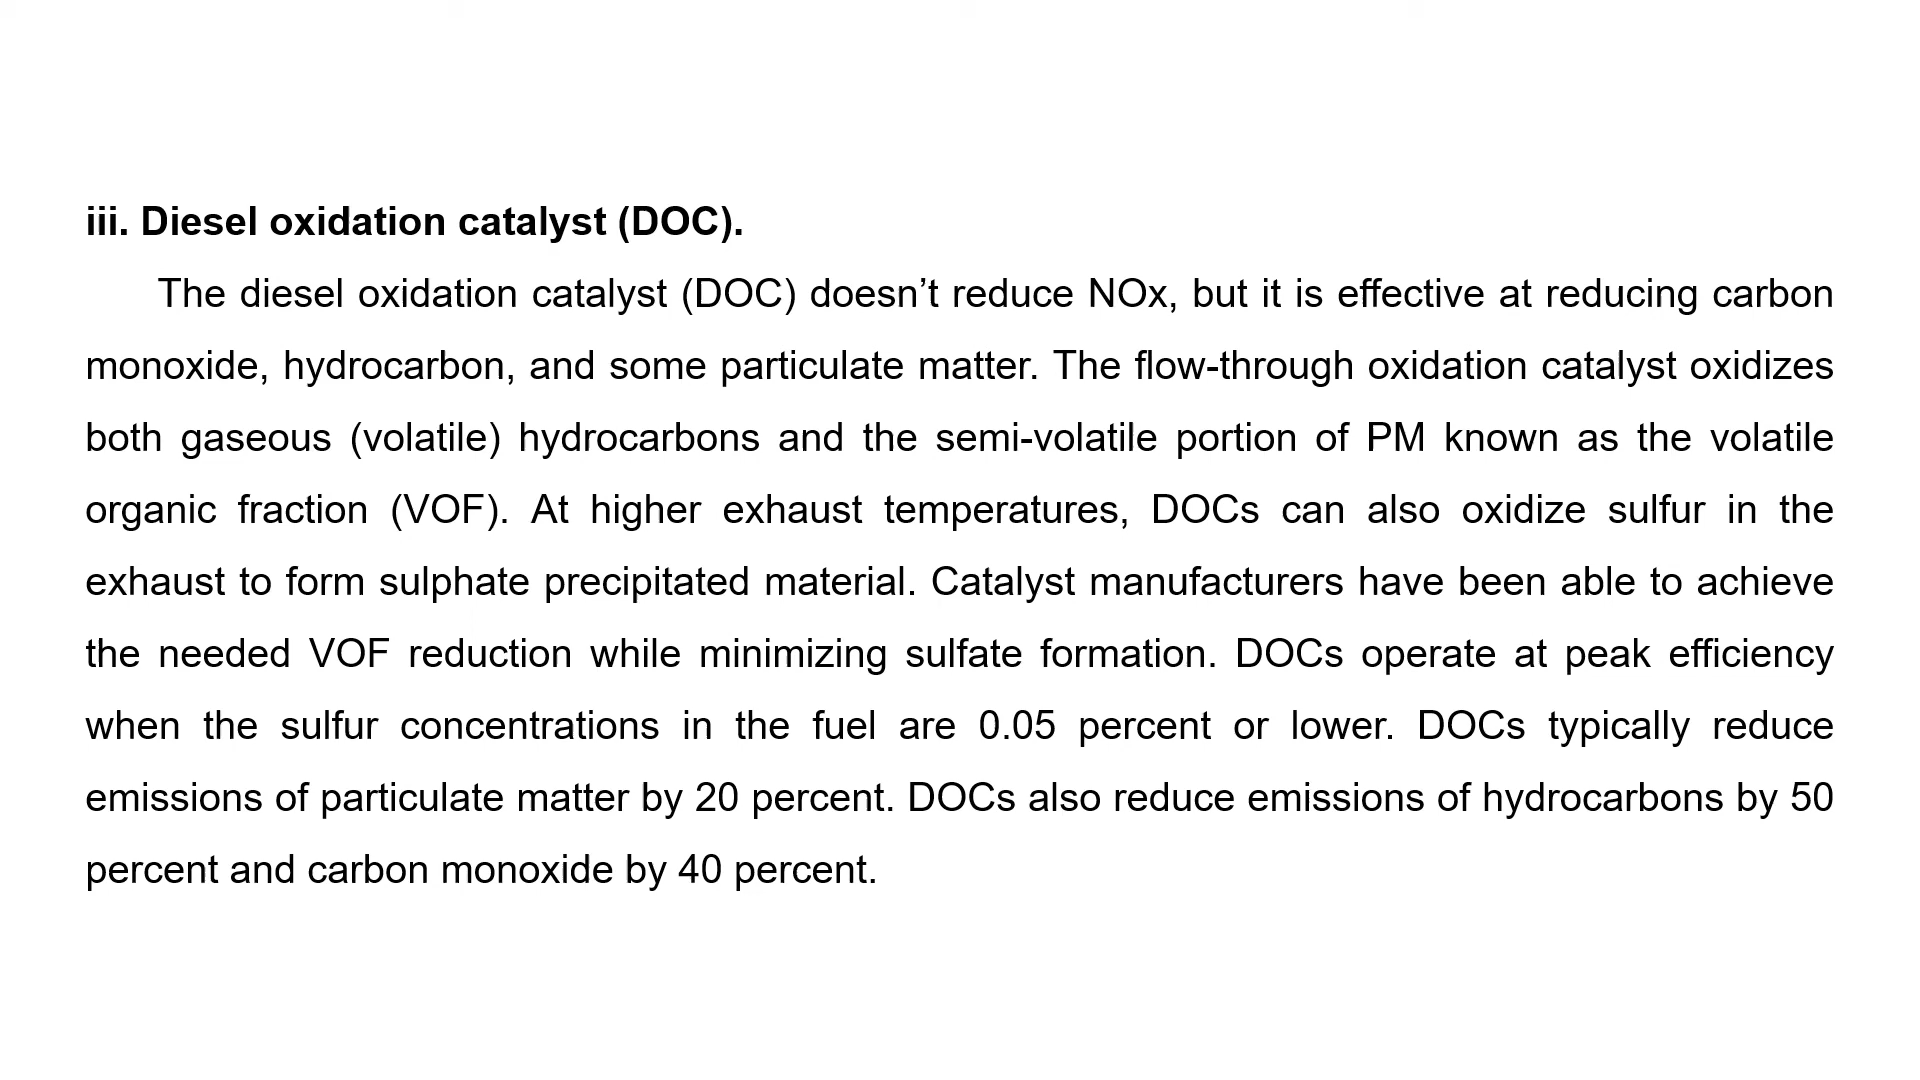 iii. Diesel oxidation catalyst (DOC).
The diesel oxidation catalyst (DOC) doesn’t reduce NOx, but it is effective at reducing carbon
monoxide, hydrocarbon, and some particulate matter. The flow-through oxidation catalyst oxidizes
both gaseous (volatile) hydrocarbons and the semi-volatile portion of PM known as the volatile
organic fraction (VOF). At higher exhaust temperatures, DOCs can also oxidize sulfur in the
exhaust to form sulphate precipitated material. Catalyst manufacturers have been able to achieve
the needed VOF reduction while minimizing sulfate formation. DOCs operate at peak efficiency
when the sulfur concentrations in the fuel are 0.05 percent or lower. DOCs typically reduce
emissions of particulate matter by 20 percent. DOCs also reduce emissions of hydrocarbons by 50
percent and carbon monoxide by 40 percent.